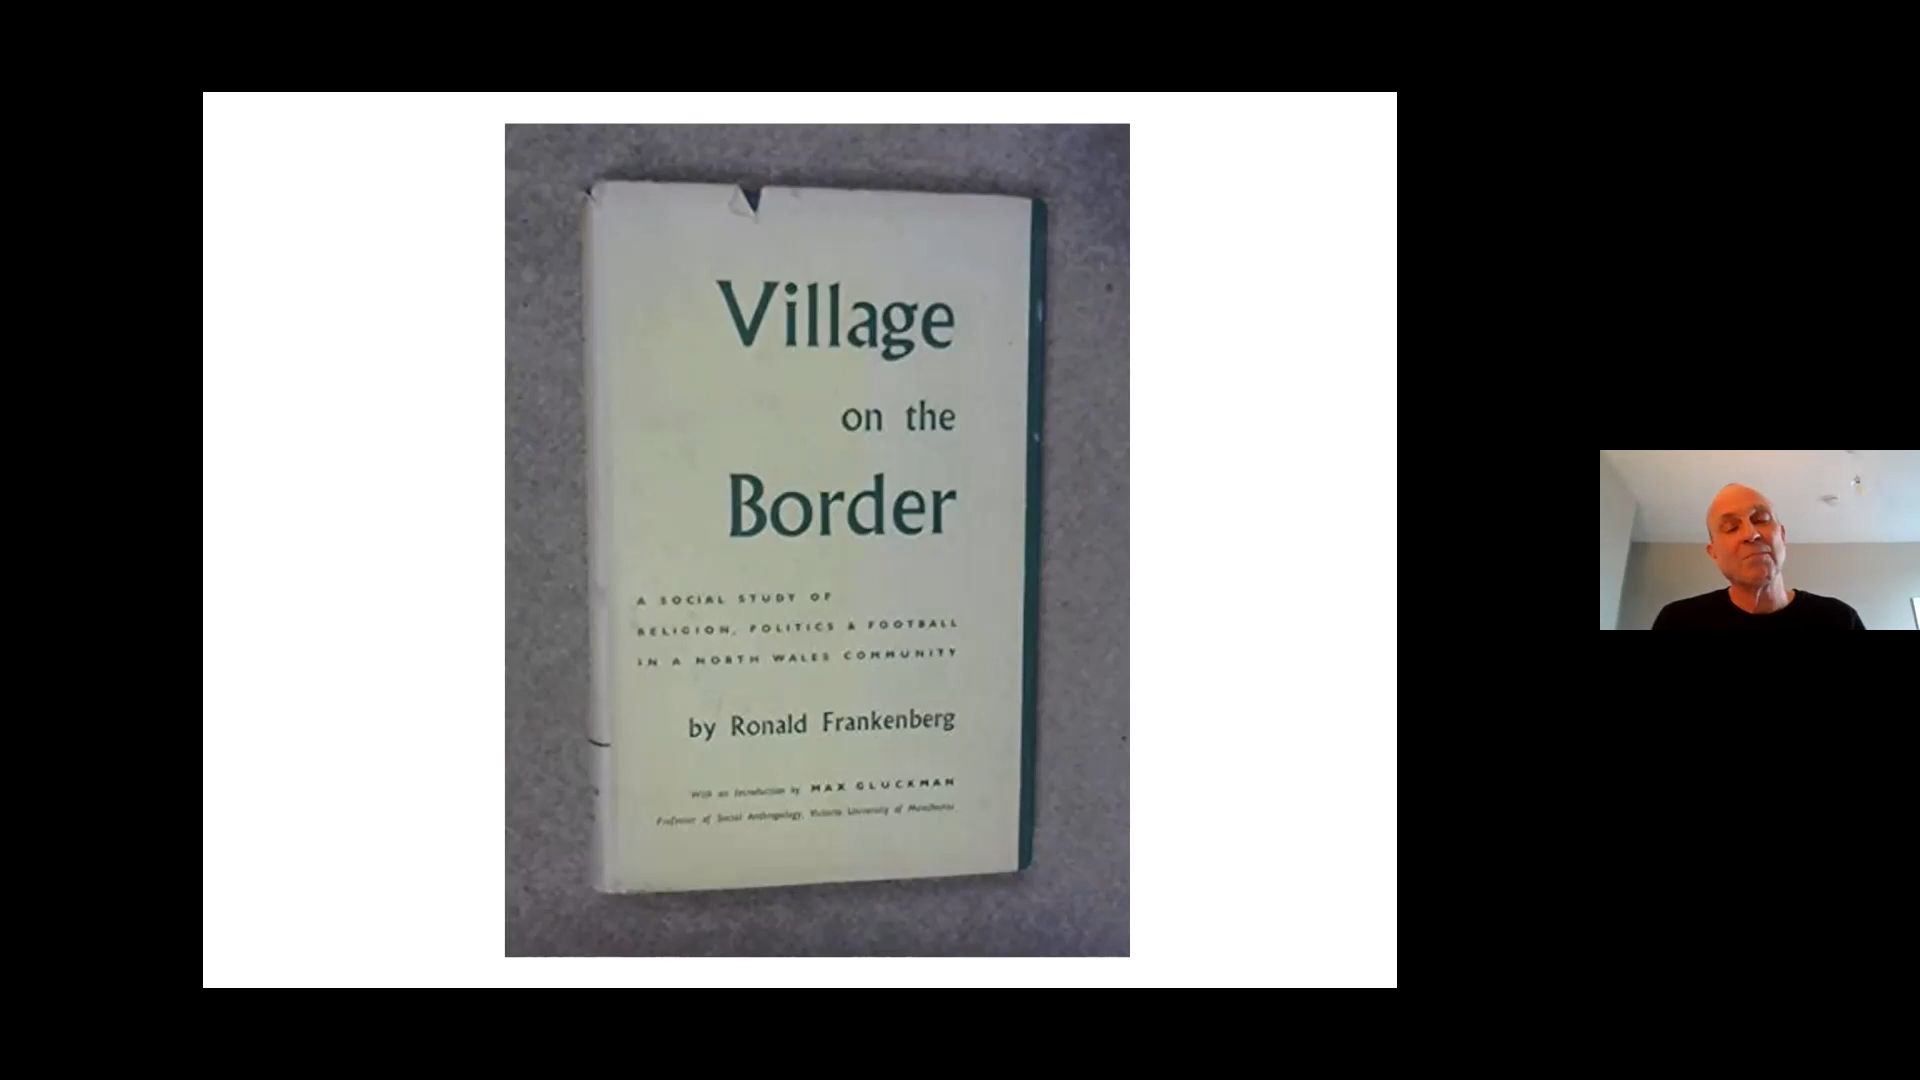 Village
on the
Border
A SOCIAL STUDY OF
RELIGION, POLITICS & FOOTBALL
IN A NORTH WALES COMMUNITY
by Ronald Frankenberg
With an Introduction by MAX GLUCKMAN
Professor of Social Anthropology, Victoria University of Manchester